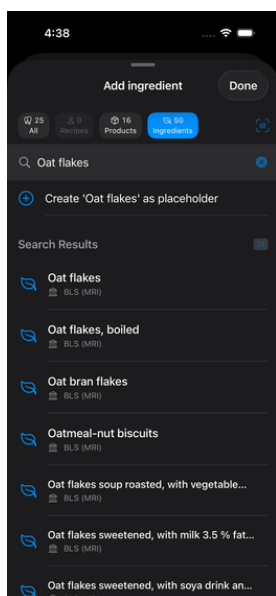 4:38
Add ingredient
Done
25
All
0
Recipes
16
Products
50
Ingredients
Oat flakes
Create 'Oat flakes' as placeholder
Search Results
Oat flakes
BLS (MRI)
Oat flakes, boiled
BLS (MRI)
Oat bran flakes
BLS (MRI)
Oatmeal-nut biscuits
BLS (MRI)
Oat flakes soup roasted, with vegetable...
BLS (MRI)
Oat flakes sweetened, with milk 3.5 % fat...
BLS (MRI)
Oat flakes sweetened, with soya drink an...